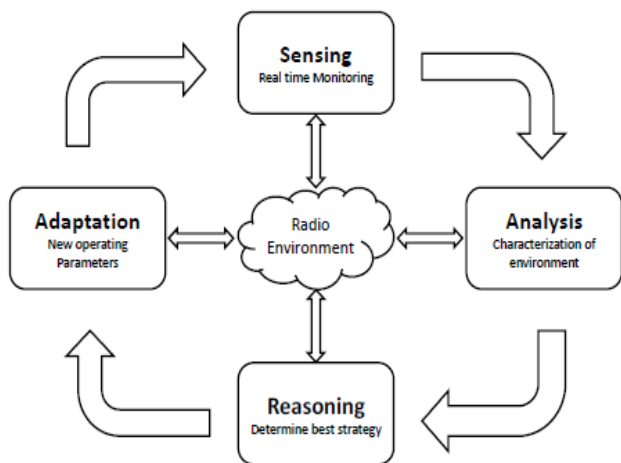 Sensing
Real time Monitoring
Adaptation
New operating
Parameters
Radio
Environment
Analysis
Characterization of
environment
Reasoning
Determine best strategy